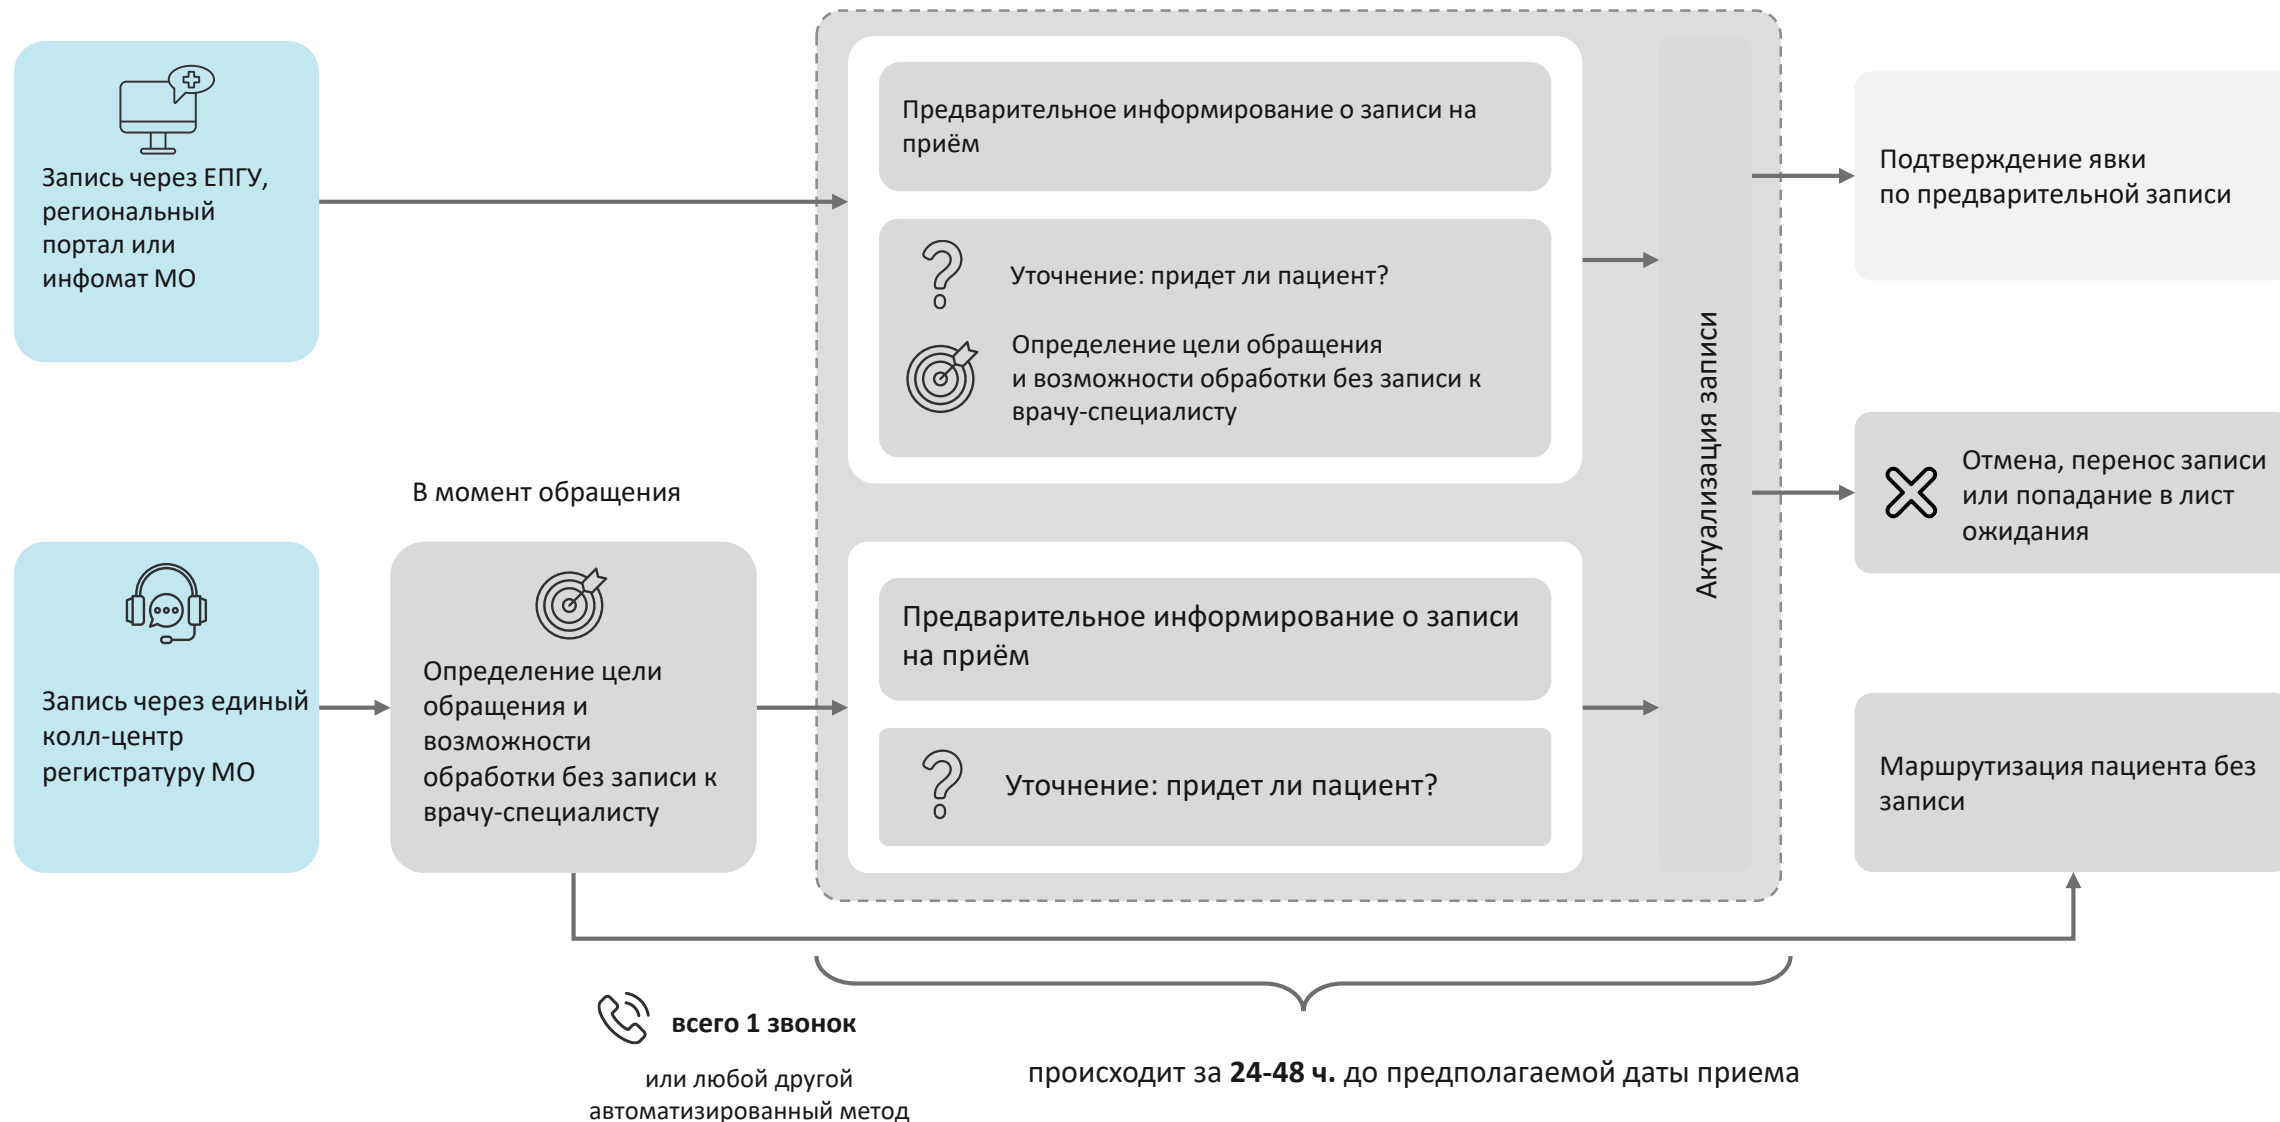 Запись через ЕПГУ,
региональный
портал или
инфомат МО
Предварительное информирование о записи на
приём
Уточнение: придет ли пациент?
Определение цели обращения
и возможности обработки без записи к
врачу-специалисту
Актуализация записи
Подтверждение явки
по предварительной записи
Отмена, перенос записи
или попадание в лист
ожидания
В момент обращения
Запись через единый
колл-центр
регистратуру МО
Определение цели
обращения и
возможности
обработки без записи к
врачу-специалисту
Предварительное информирование о записи
на приём
Уточнение: придет ли пациент?
Маршрутизация пациента без
записи
всего 1 звонок
или любой другой
автоматизированный метод
происходит за 24-48 ч. до предполагаемой даты приема